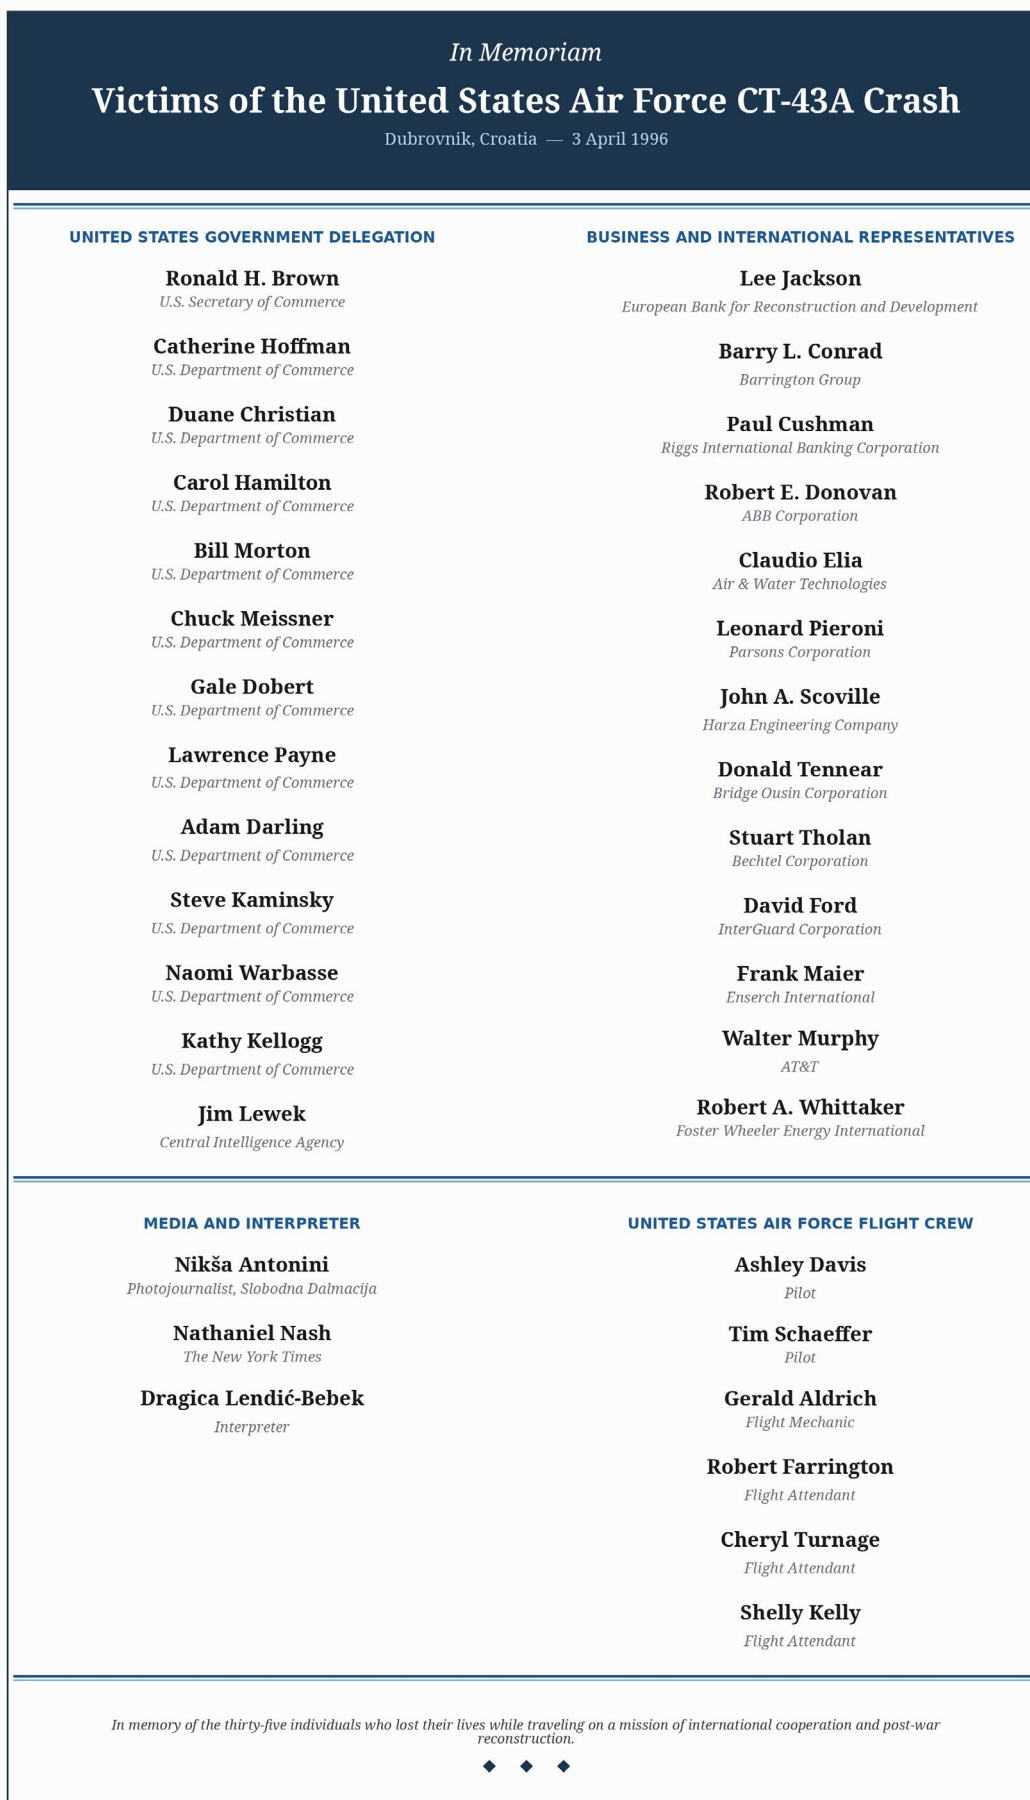 In Memoriam
Victims of the United States Air Force CT-43A Crash
Dubrovnik, Croatia — 3 April 1996
UNITED STATES GOVERNMENT DELEGATION
Ronald H. Brown
U.S. Secretary of Commerce
Catherine Hoffman
U.S. Department of Commerce
Duane Christian
U.S. Department of Commerce
Carol Hamilton
U.S. Department of Commerce
Bill Morton
U.S. Department of Commerce
Chuck Meissner
U.S. Department of Commerce
Gale Dobert
U.S. Department of Commerce
Lawrence Payne
U.S. Department of Commerce
Adam Darling
U.S. Department of Commerce
Steve Kaminsky
U.S. Department of Commerce
Naomi Warbasse
U.S. Department of Commerce
Kathy Kellogg
U.S. Department of Commerce
Jim Lewek
Central Intelligence Agency
BUSINESS AND INTERNATIONAL REPRESENTATIVES
Lee Jackson
European Bank for Reconstruction and Development
Barry L. Conrad
Barrington Group
Paul Cushman
Riggs International Banking Corporation
Robert E. Donovan
ABB Corporation
Claudio Elia
Air & Water Technologies
Leonard Pieroni
Parsons Corporation
John A. Scoville
Harza Engineering Company
Donald Tennear
Bridge Ousin Corporation
Stuart Tholan
Bechtel Corporation
David Ford
InterGuard Corporation
Frank Maier
Enserch International
Walter Murphy
AT&T
Robert A. Whittaker
Foster Wheeler Energy International
MEDIA AND INTERPRETER
Nikša Antonini
Photojournalist, Slobodna Dalmacija
Nathaniel Nash
The New York Times
Dragica Lendić-Bebek
Interpreter
UNITED STATES AIR FORCE FLIGHT CREW
Ashley Davis
Pilot
Tim Schaeffer
Pilot
Gerald Aldrich
Flight Mechanic
Robert Farrington
Flight Attendant
Cheryl Turnage
Flight Attendant
Shelly Kelly
Flight Attendant
In memory of the thirty-five individuals who lost their lives while traveling on a mission of international cooperation and post-war
reconstruction.